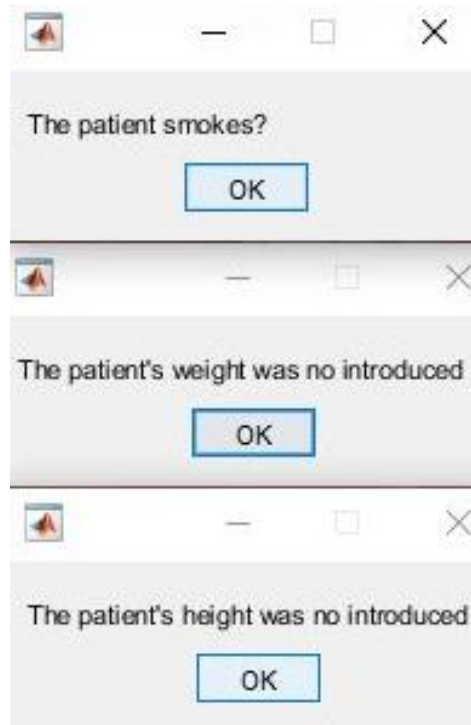 The patient smokes?
OK
The patient's weight was no introduced
OK
The patient's height was no introduced
OK